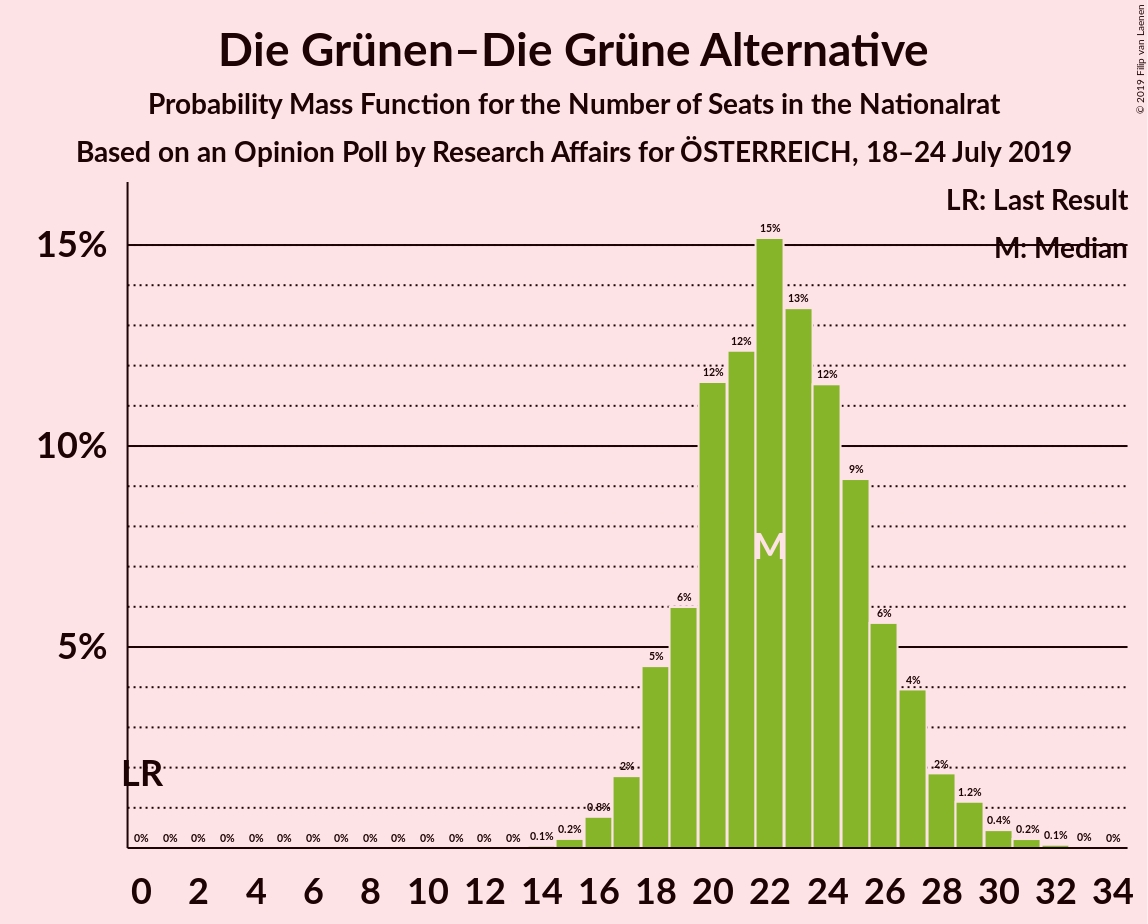 Die Grünen–Die Grüne Alternative
Probability Mass Function for the Number of Seats in the Nationalrat
Based on an Opinion Poll by Research Affairs for ÖSTERREICH, 18–24 July 2019
© 2019 Filip van Laenen
LR: Last Result
M: Median
15%
10%
5%
LR
M
0% 0% 0% 0% 0% 0% 0% 0% 0% 0% 0% 0% 0% 0% 0.1% 0.2% 0.8% 2% 5% 6% 12% 12% 15% 13% 12% 9% 6% 4% 2% 1.2% 0.4% 0.2% 0.1% 0% 0%
0 2 4 6 8 10 12 14 16 18 20 22 24 26 28 30 32 34